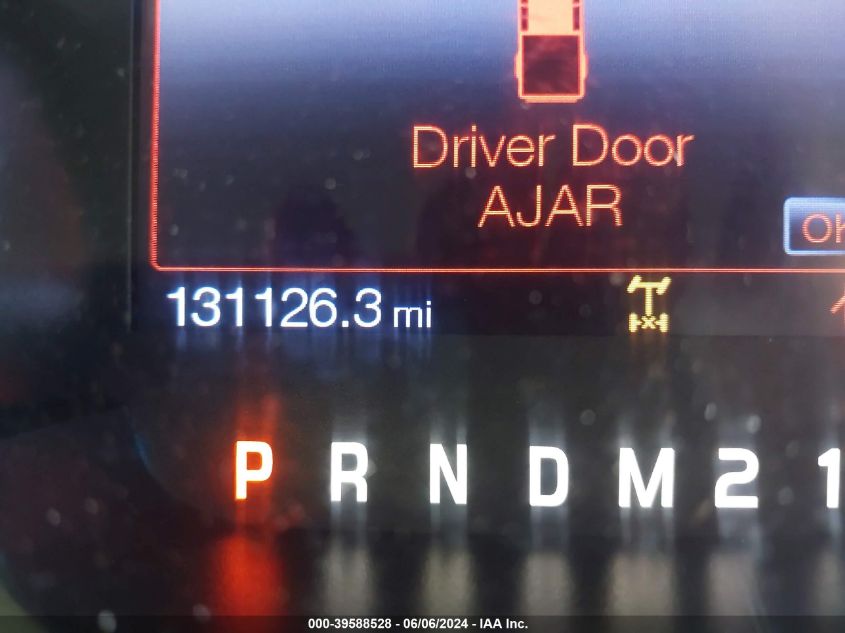 Driver Door
AJAR
OK
131126.3 mi
P R N D M 2 1
000-39588528 - 06/06/2024 - IAA Inc.